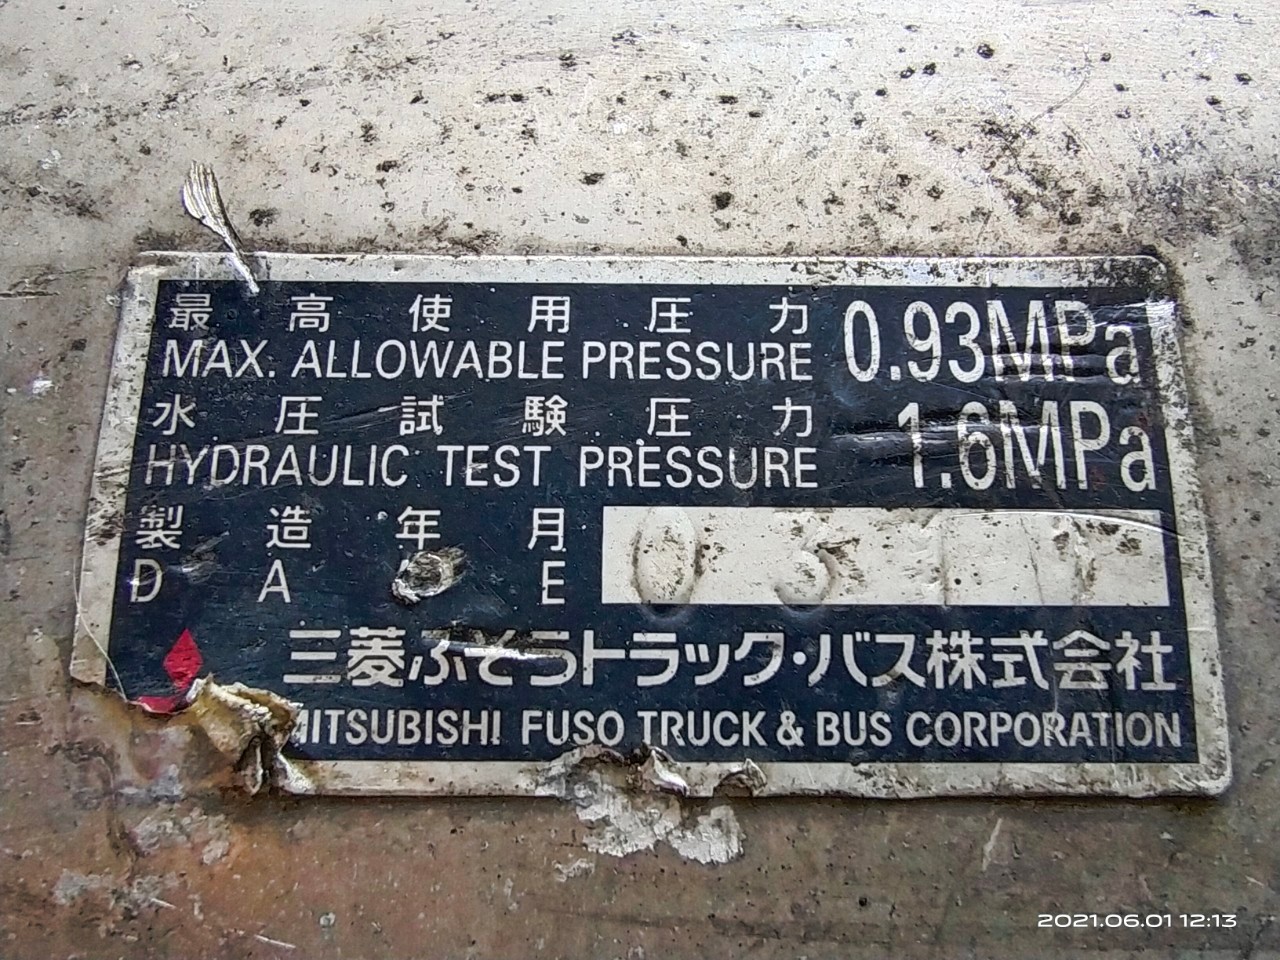 最高使用圧力 0.93MPa
MAX. ALLOWABLE PRESSURE
水圧試験圧力 1.6MPa
HYDRAULIC TEST PRESSURE
製造年月 03
DATE
三菱ふそうトラック・バス株式会社
MITSUBISHI FUSO TRUCK & BUS CORPORATION
2021.06.01 12:13